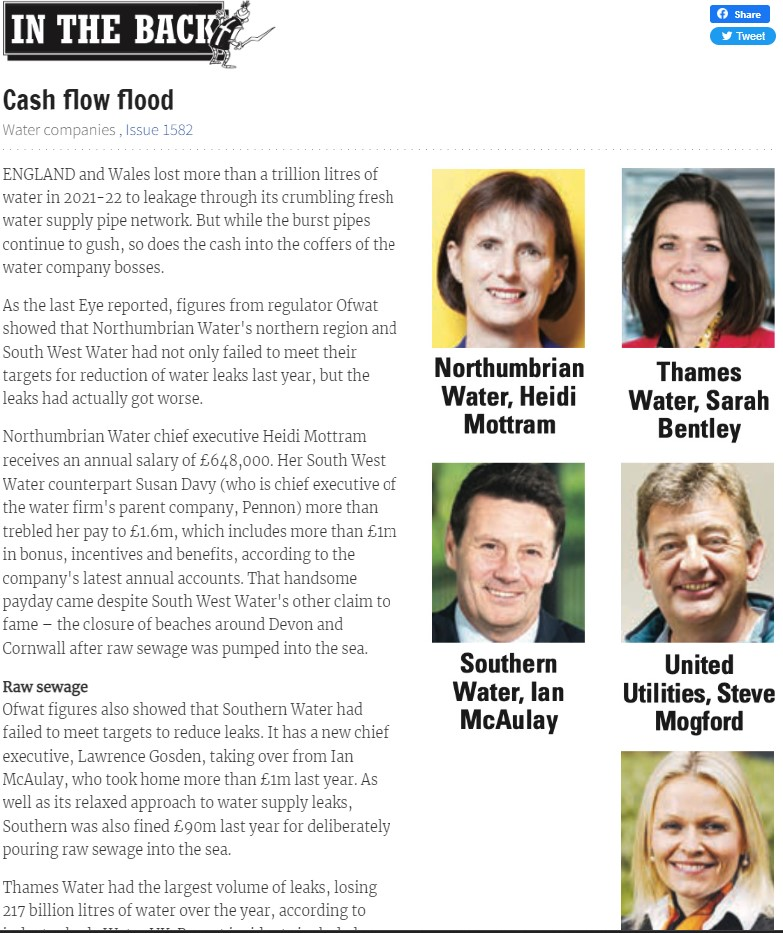 IN THE BACK
Share
Tweet
Cash flow flood
Water companies , Issue 1582
ENGLAND and Wales lost more than a trillion litres of
water in 2021-22 to leakage through its crumbling fresh
water supply pipe network. But while the burst pipes
continue to gush, so does the cash into the coffers of the
water company bosses.
As the last Eye reported, figures from regulator Ofwat
showed that Northumbrian Water's northern region and
South West Water had not only failed to meet their
targets for reduction of water leaks last year, but the
leaks had actually got worse.
Northumbrian Water chief executive Heidi Mottram
receives an annual salary of £648,000. Her South West
Water counterpart Susan Davy (who is chief executive of
the water firm's parent company, Pennon) more than
trebled her pay to £1.6m, which includes more than £1m
in bonus, incentives and benefits, according to the
company's latest annual accounts. That handsome
payday came despite South West Water's other claim to
fame – the closure of beaches around Devon and
Cornwall after raw sewage was pumped into the sea.
Raw sewage
Ofwat figures also showed that Southern Water had
failed to meet targets to reduce leaks. It has a new chief
executive, Lawrence Gosden, taking over from Ian
McAulay, who took home more than £1m last year. As
well as its relaxed approach to water supply leaks,
Southern was also fined £90m last year for deliberately
pouring raw sewage into the sea.
Thames Water had the largest volume of leaks, losing
217 billion litres of water over the year, according to
Northumbrian
Water, Heidi
Mottram
Thames
Water, Sarah
Bentley
Southern
Water, Ian
McAulay
United
Utilities, Steve
Mogford